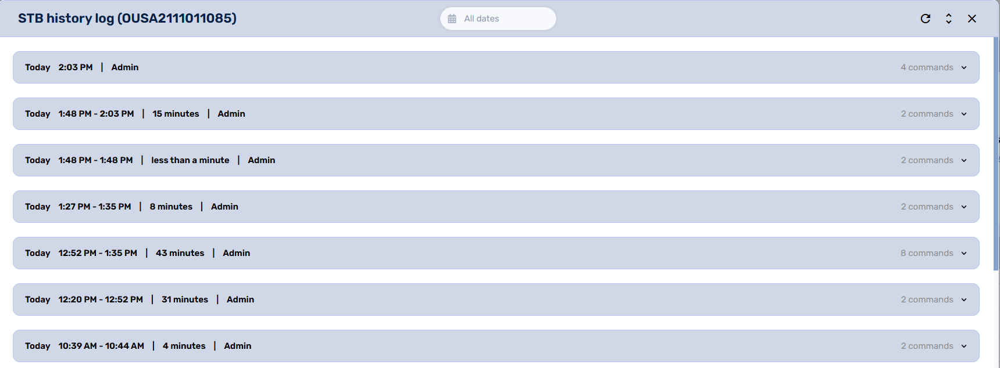 STB history log (OUSA2111011085)
All dates
Today 2:03 PM | Admin 4 commands
Today 1:48 PM - 2:03 PM | 15 minutes | Admin 2 commands
Today 1:48 PM - 1:48 PM | less than a minute | Admin 2 commands
Today 1:27 PM - 1:35 PM | 8 minutes | Admin 2 commands
Today 12:52 PM - 1:35 PM | 43 minutes | Admin 8 commands
Today 12:20 PM - 12:52 PM | 31 minutes | Admin 2 commands
Today 10:39 AM - 10:44 AM | 4 minutes | Admin 2 commands